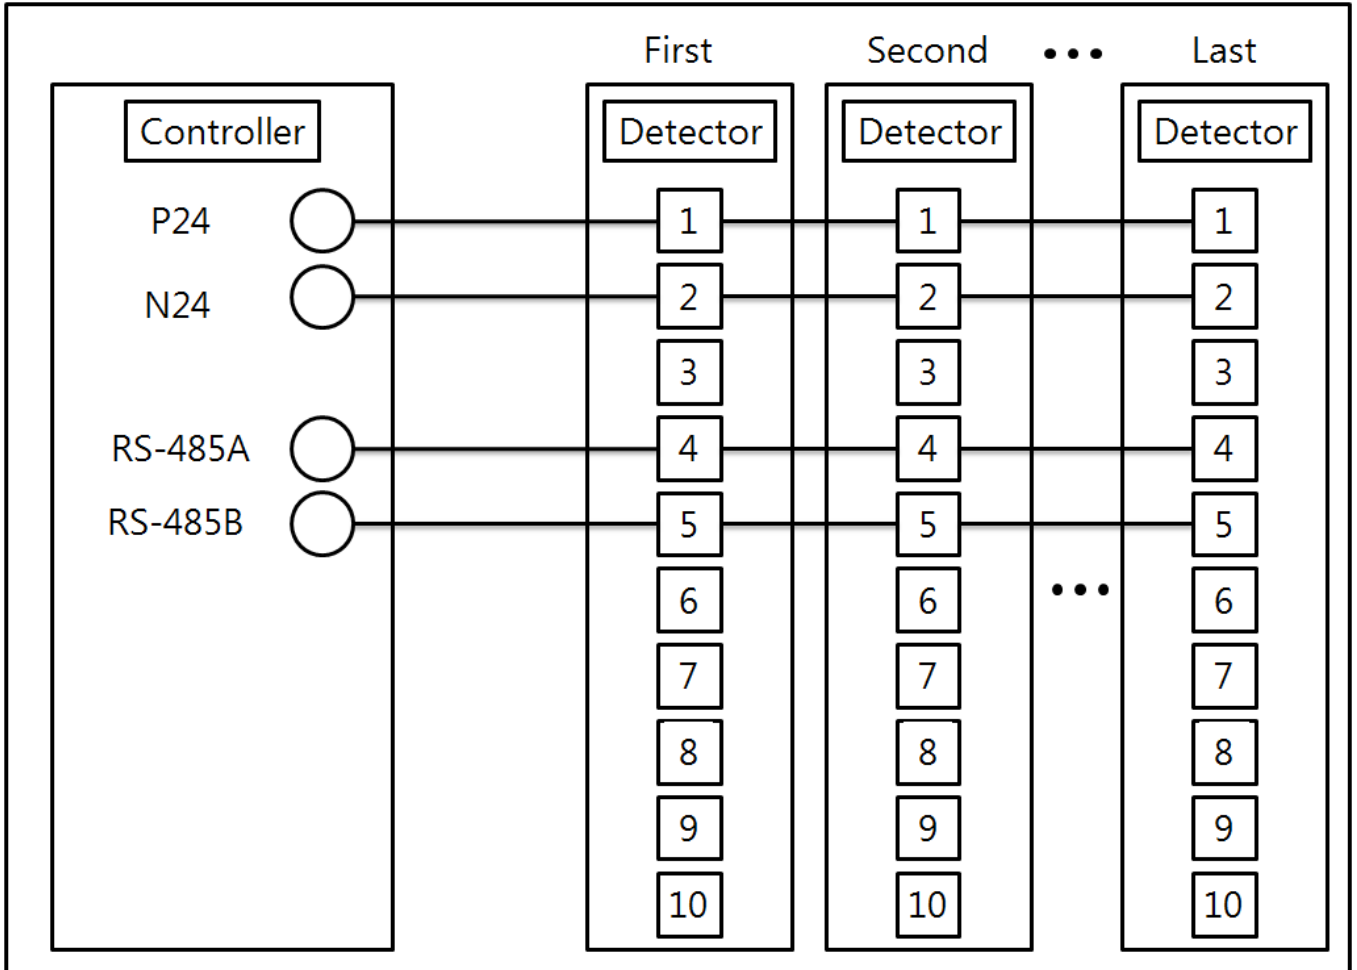 First Second ••• Last
Controller Detector Detector Detector
P24 1 1 1
N24 2 2 2
3 3 3
RS-485A 4 4 4
RS-485B 5 5 5
6 6 ••• 6
7 7 7
8 8 8
9 9 9
10 10 10